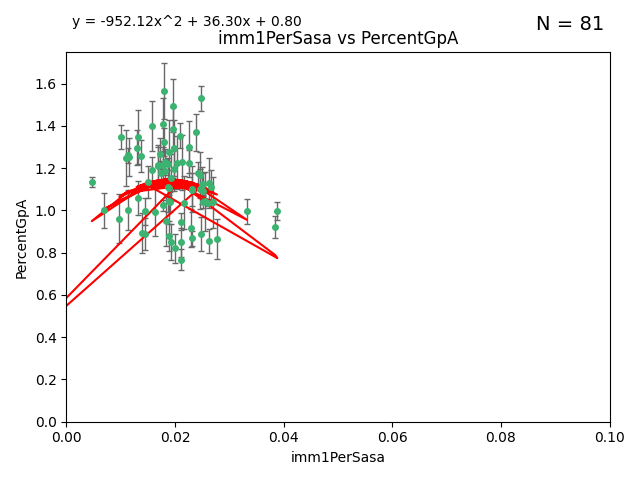 y = -952.12x^2 + 36.30x + 0.80
N = 81
imm1PerSasa vs PercentGpA
1.6
1.4
1.2
1.0
0.8
0.6
0.4
0.2
0.0
PercentGpA
0.00 0.02 0.04 0.06 0.08 0.10
imm1PerSasa